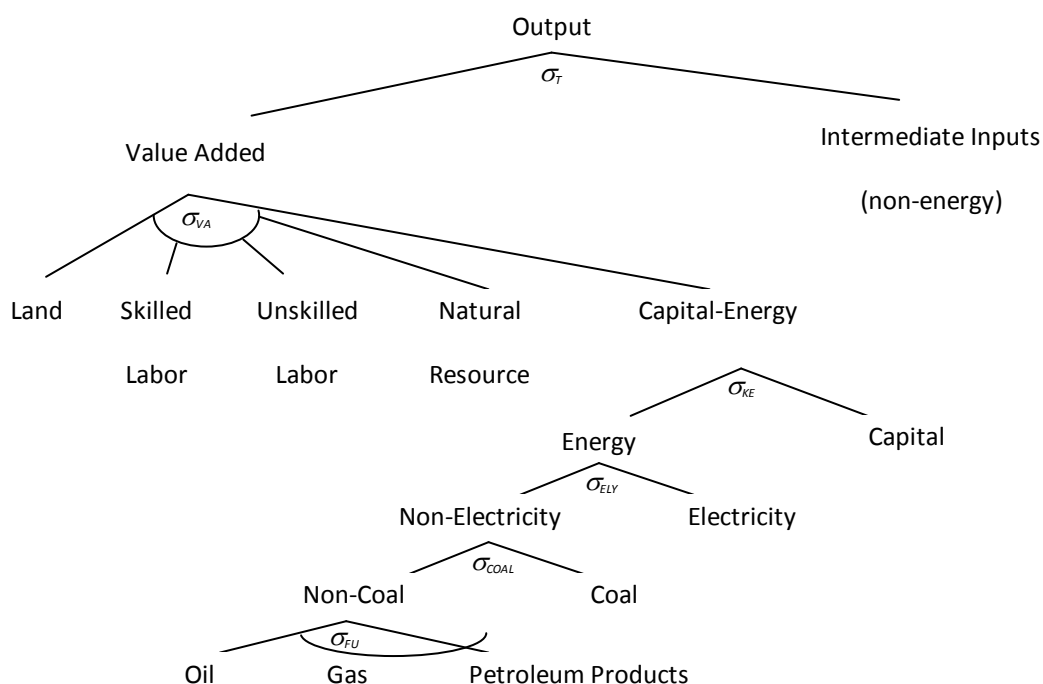 Output
σT
Value Added
Intermediate Inputs
(non-energy)
σVA
Land
Skilled
Labor
Unskilled
Labor
Natural
Resource
Capital-Energy
σKE
Energy
Capital
σELY
Non-Electricity
Electricity
σCOAL
Non-Coal
Coal
σFU
Oil
Gas
Petroleum Products